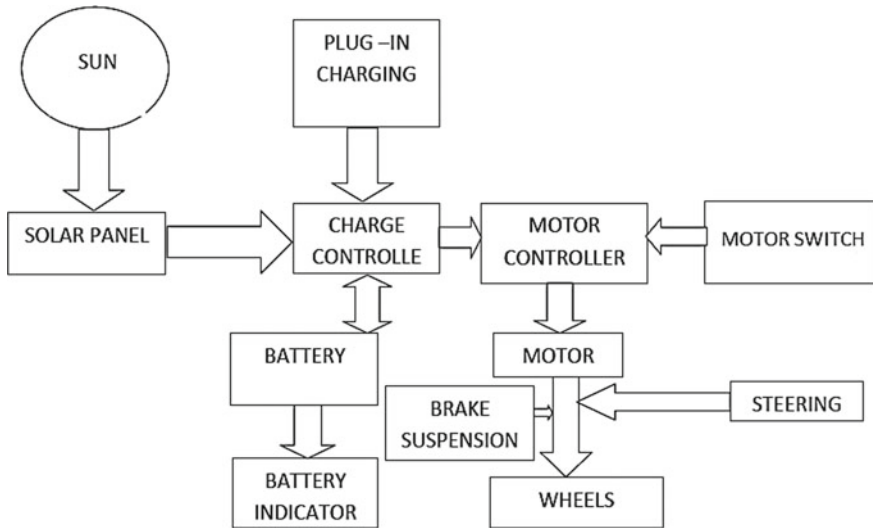 SUN
PLUG –IN
CHARGING
SOLAR PANEL
CHARGE
CONTROLLE
MOTOR
CONTROLLER
MOTOR SWITCH
BATTERY
MOTOR
BRAKE
SUSPENSION
STEERING
BATTERY
INDICATOR
WHEELS